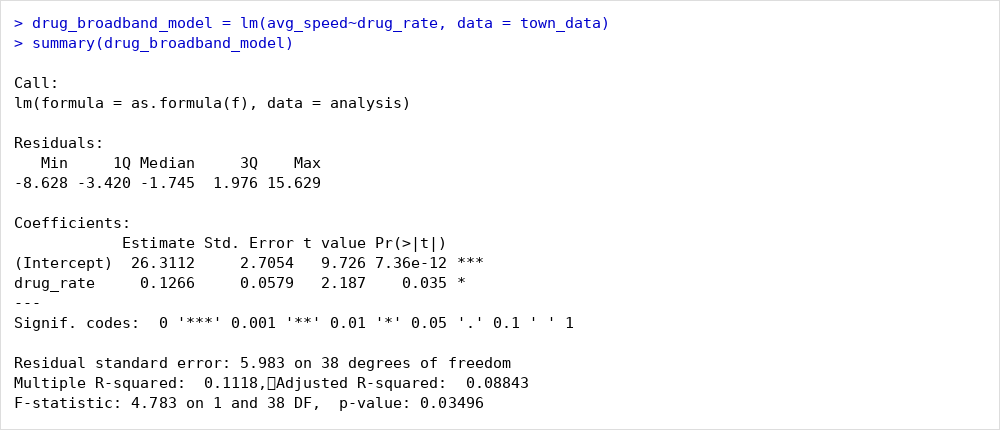 > drug_broadband_model = lm(avg_speed~drug_rate, data = town_data)
> summary(drug_broadband_model)

Call:
lm(formula = as.formula(f), data = analysis)

Residuals:
   Min     1Q Median     3Q    Max
-8.628 -3.420 -1.745  1.976 15.629

Coefficients:
            Estimate Std. Error t value Pr(>|t|)
(Intercept)  26.3112     2.7054   9.726 7.36e-12 ***
drug_rate     0.1266     0.0579   2.187    0.035 *
---
Signif. codes:  0 '***' 0.001 '**' 0.01 '*' 0.05 '.' 0.1 ' ' 1

Residual standard error: 5.983 on 38 degrees of freedom
Multiple R-squared:  0.1118,	Adjusted R-squared:  0.08843
F-statistic: 4.783 on 1 and 38 DF,  p-value: 0.03496